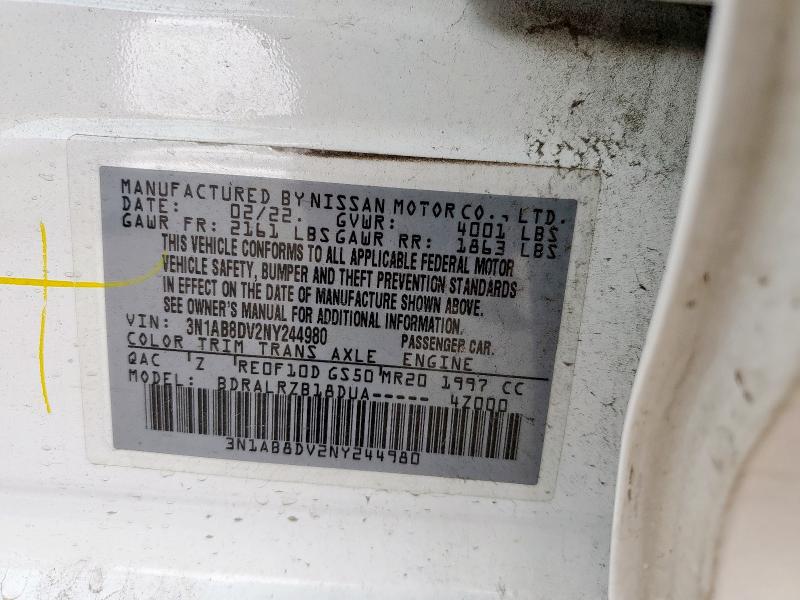 MANUFACTURED BY NISSAN MOTOR CO., LTD.
DATE: 02/22. GVWR: 4001 LBS
GAWR FR: 2161 LBS GAWR RR: 1863 LBS
THIS VEHICLE CONFORMS TO ALL APPLICABLE FEDERAL MOTOR
VEHICLE SAFETY, BUMPER AND THEFT PREVENTION STANDARDS
IN EFFECT ON THE DATE OF MANUFACTURE SHOWN ABOVE.
SEE OWNER'S MANUAL FOR ADDITIONAL INFORMATION.
VIN: 3N1AB8DV2NY244980 PASSENGER CAR.
COLOR TRIM TRANS AXLE ENGINE
QAC Z RE0F10D GS50 MR20 1997 CC
MODEL: BDRALRZB18DUA----- 4Z000
3N1AB8DV2NY244980